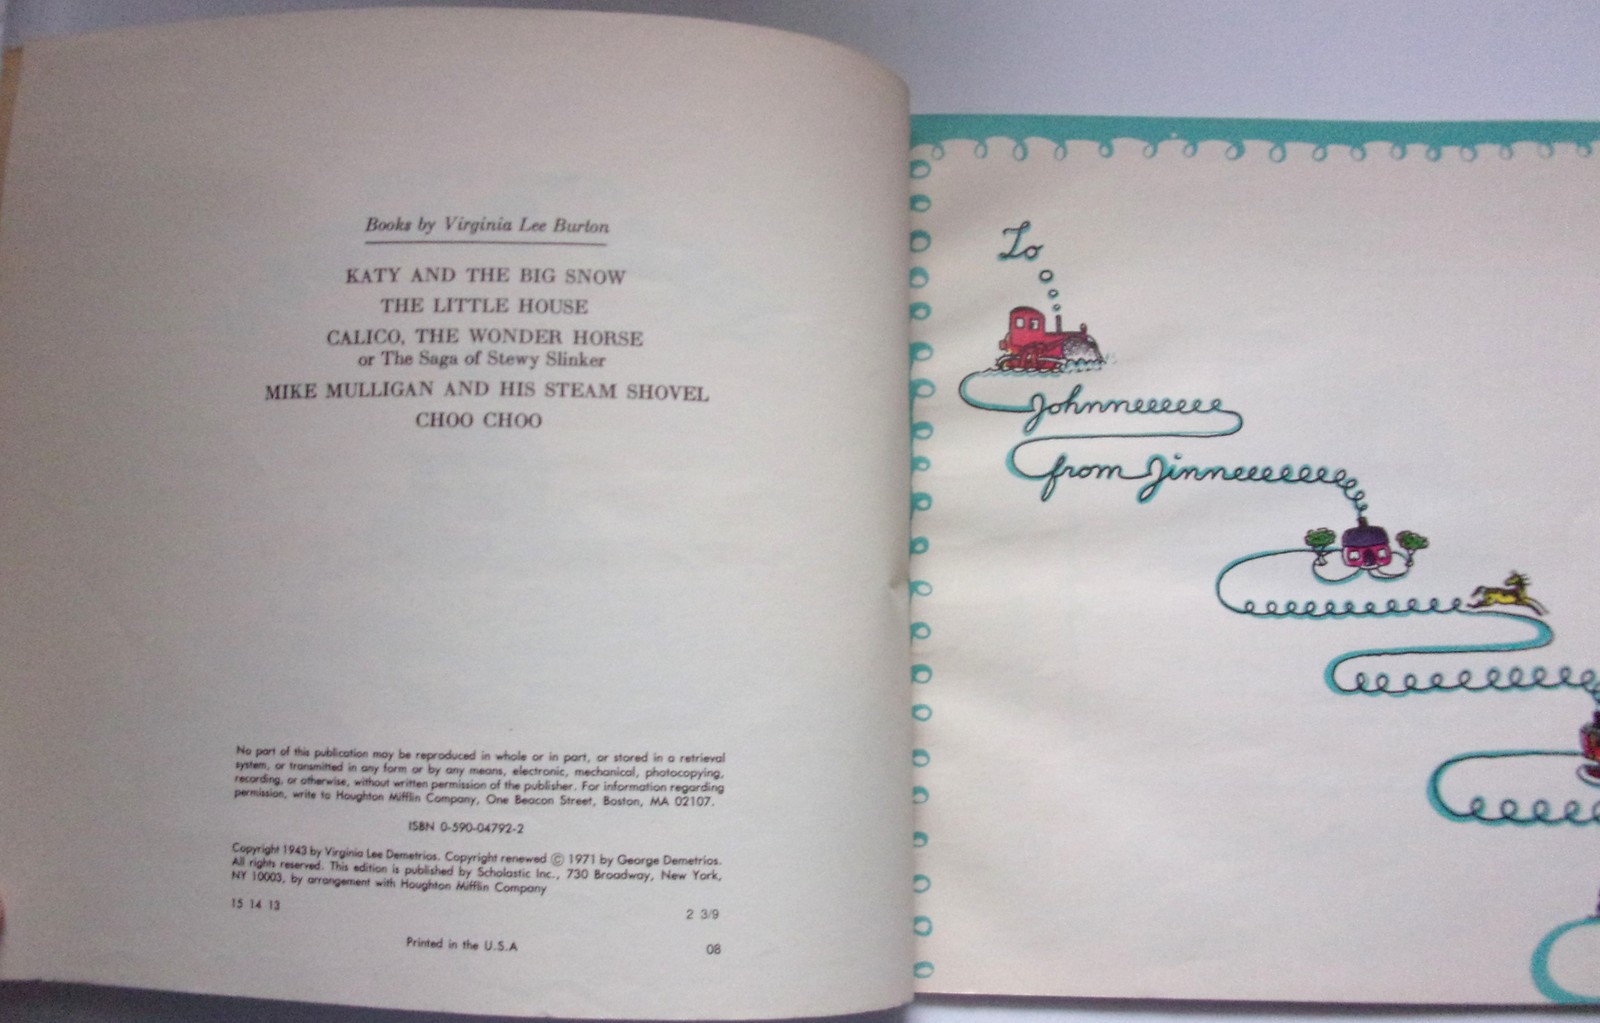 Books by Virginia Lee Burton
KATY AND THE BIG SNOW
THE LITTLE HOUSE
CALICO, THE WONDER HORSE
or The Saga of Stewy Slinker
MIKE MULLIGAN AND HIS STEAM SHOVEL
CHOO CHOO
No part of this publication may be reproduced in whole or in part, or stored in a retrieval
system, or transmitted in any form or by any means, electronic, mechanical, photocopying,
recording, or otherwise, without written permission of the publisher. For information regarding
permission, write to Houghton Mifflin Company, One Beacon Street, Boston, MA 02107.
ISBN 0-590-04792-2
Copyright 1943 by Virginia Lee Demetrios. Copyright renewed © 1971 by George Demetrios.
All rights reserved. This edition is published by Scholastic Inc., 730 Broadway, New York,
NY 10003, by arrangement with Houghton Mifflin Company
15 14 13
2 3/9
Printed in the U.S.A
08
To
Johnneeeeeee
from Jinneeeeeeee